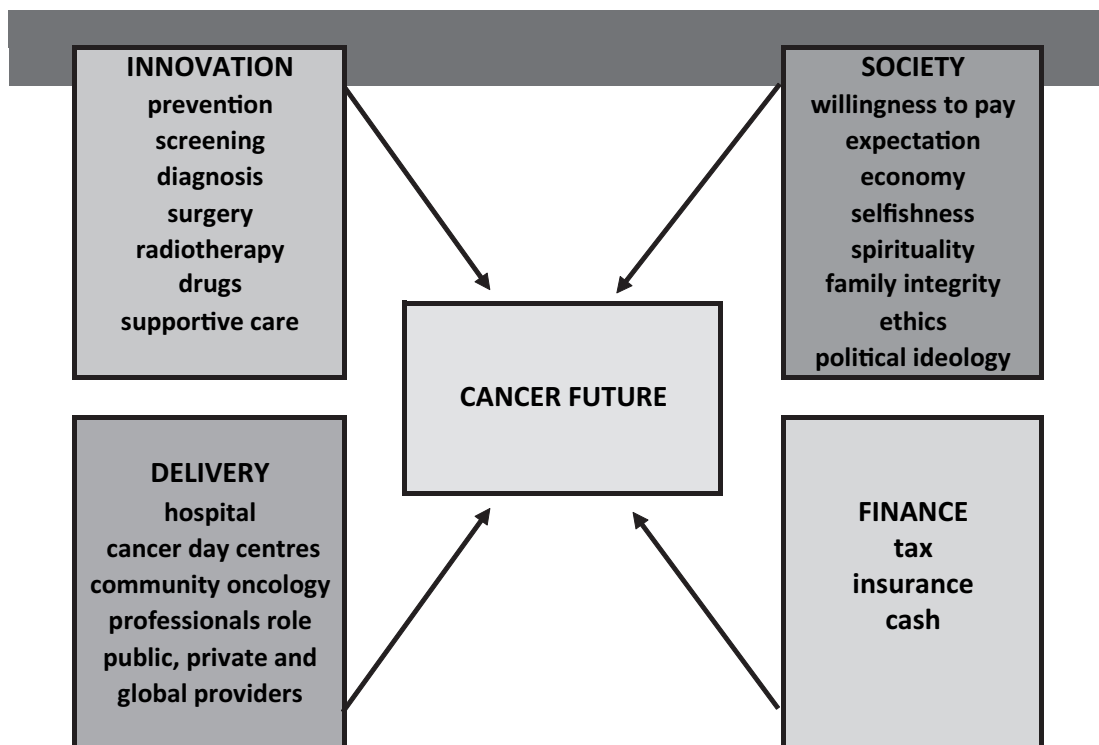 INNOVATION
prevention
screening
diagnosis
surgery
radiotherapy
drugs
supportive care
SOCIETY
willingness to pay
expectation
economy
selfishness
spirituality
family integrity
ethics
political ideology
CANCER FUTURE
DELIVERY
hospital
cancer day centres
community oncology
professionals role
public, private and
global providers
FINANCE
tax
insurance
cash